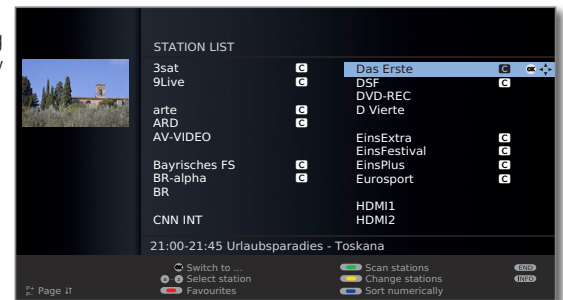 g
y
STATION LIST
3sat C
9Live C
arte C
ARD C
AV-VIDEO
Bayrisches FS C
BR-alpha C
BR
CNN INT
Das Erste C OK
DSF C
DVD-REC
D Vierte
EinsExtra C
EinsFestival C
EinsPlus C
Eurosport C
HDMI1
HDMI2
21:00-21:45 Urlaubsparadies - Toskana
OK Switch to ...
Select station
Favourites
Scan stations
Change stations
Sort numerically
END
INFO
P+ P- Page